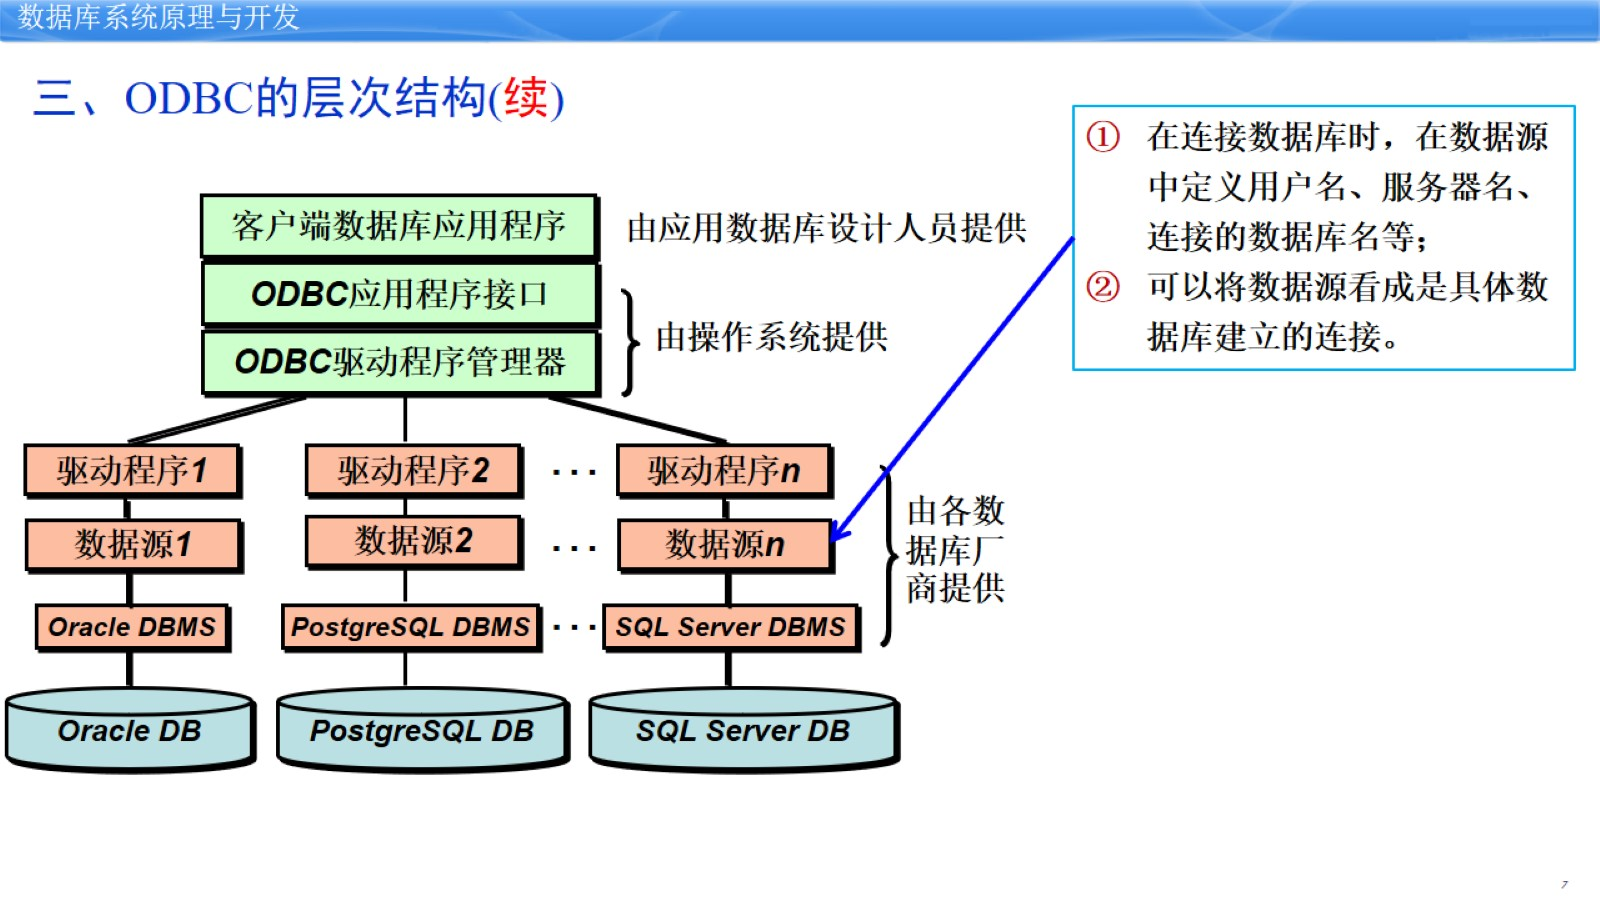 数据库系统原理与开发
三、ODBC的层次结构(续)
① 在连接数据库时，在数据源
中定义用户名、服务器名、
连接的数据库名等；
② 可以将数据源看成是具体数
据库建立的连接。
客户端数据库应用程序
由应用数据库设计人员提供
ODBC应用程序接口
由操作系统提供
ODBC驱动程序管理器
驱动程序1
驱动程序2
···
驱动程序n
数据源1
数据源2
···
数据源n
由各数
据库厂
商提供
Oracle DBMS
PostgreSQL DBMS
···
SQL Server DBMS
Oracle DB
PostgreSQL DB
SQL Server DB
7